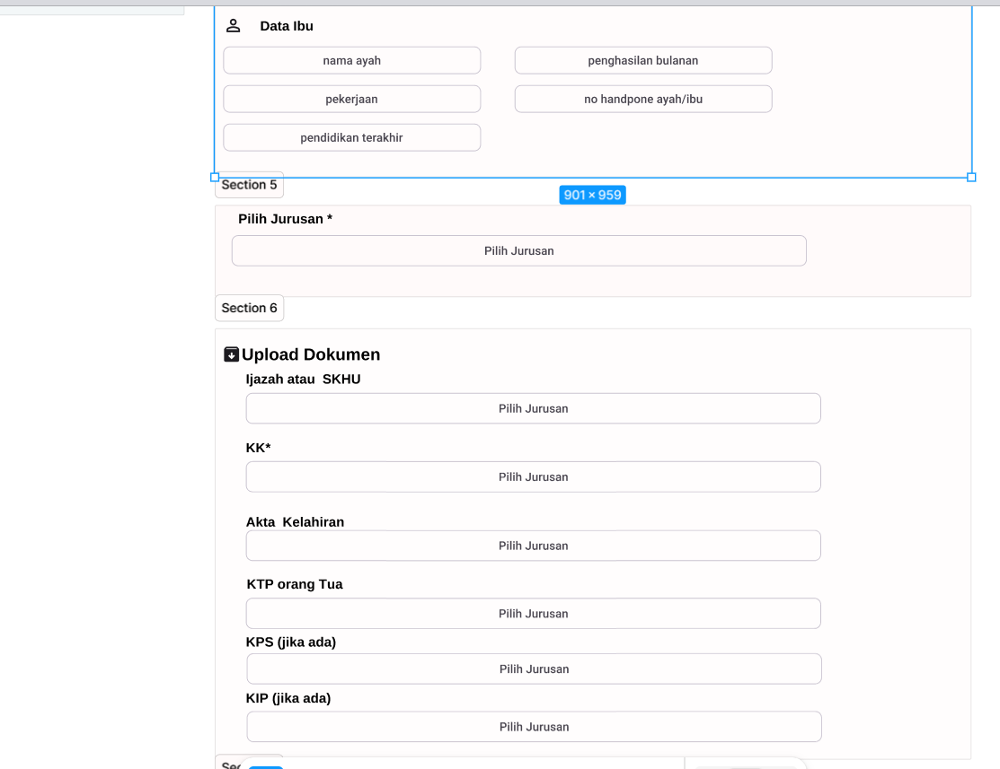 Data Ibu
nama ayah
penghasilan bulanan
pekerjaan
no handpone ayah/ibu
pendidikan terakhir
Section 5
901 × 959
Pilih Jurusan *
Pilih Jurusan
Section 6
Upload Dokumen
Ijazah atau  SKHU
Pilih Jurusan
KK*
Pilih Jurusan
Akta  Kelahiran
Pilih Jurusan
KTP orang Tua
Pilih Jurusan
KPS (jika ada)
Pilih Jurusan
KIP (jika ada)
Pilih Jurusan